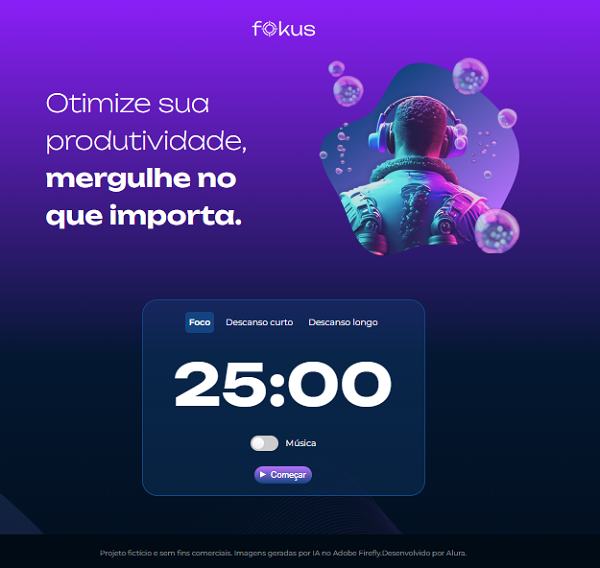 fokus
Otimize sua
produtividade,
mergulhe no
que importa.
Foco Descanso curto Descanso longo
25:00
Música
Começar
Projeto fictício e sem fins comerciais. Imagens geradas por IA no Adobe Firefly.Desenvolvido por Alura.